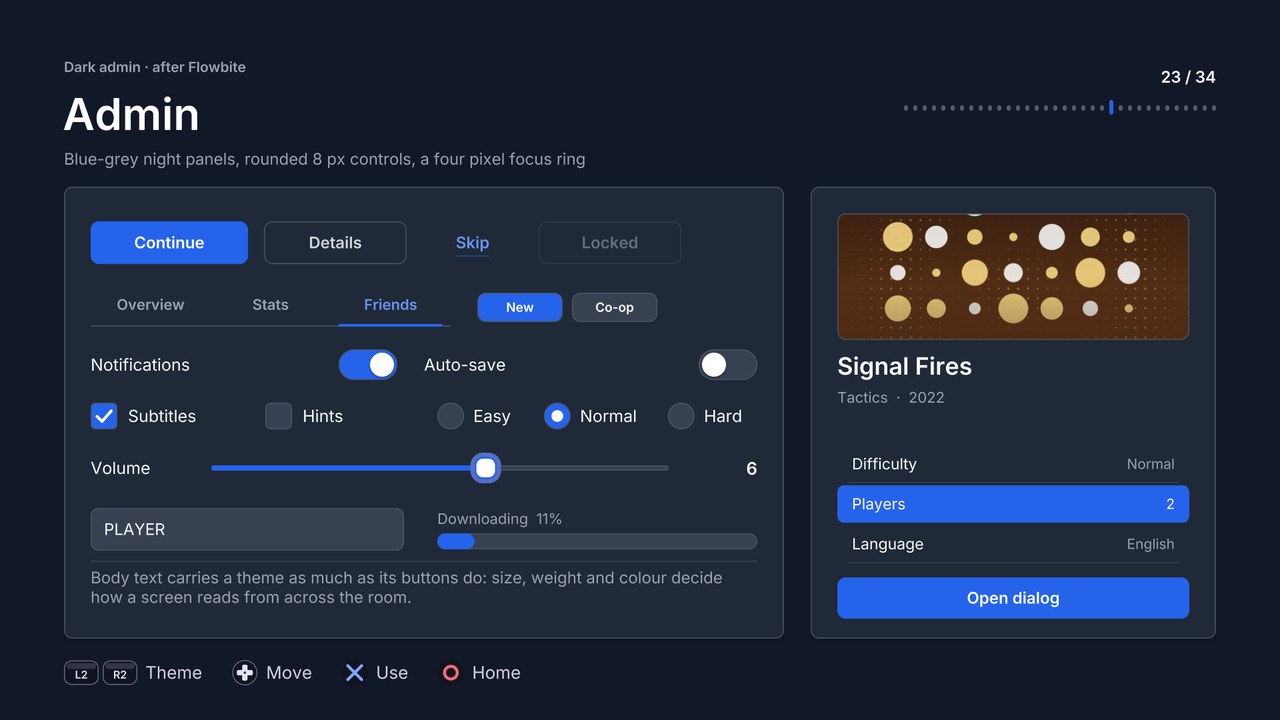 Dark admin · after Flowbite
23 / 34
Admin
Blue-grey night panels, rounded 8 px controls, a four pixel focus ring
Continue
Details
Skip
Locked
Overview
Stats
Friends
New
Co-op
Notifications
Auto-save
Subtitles
Hints
Easy
Normal
Hard
Volume
6
PLAYER
Downloading 11%
Body text carries a theme as much as its buttons do: size, weight and colour decide
how a screen reads from across the room.
Signal Fires
Tactics · 2022
Difficulty
Normal
Players
2
Language
English
Open dialog
L2
R2
Theme
Move
Use
Home